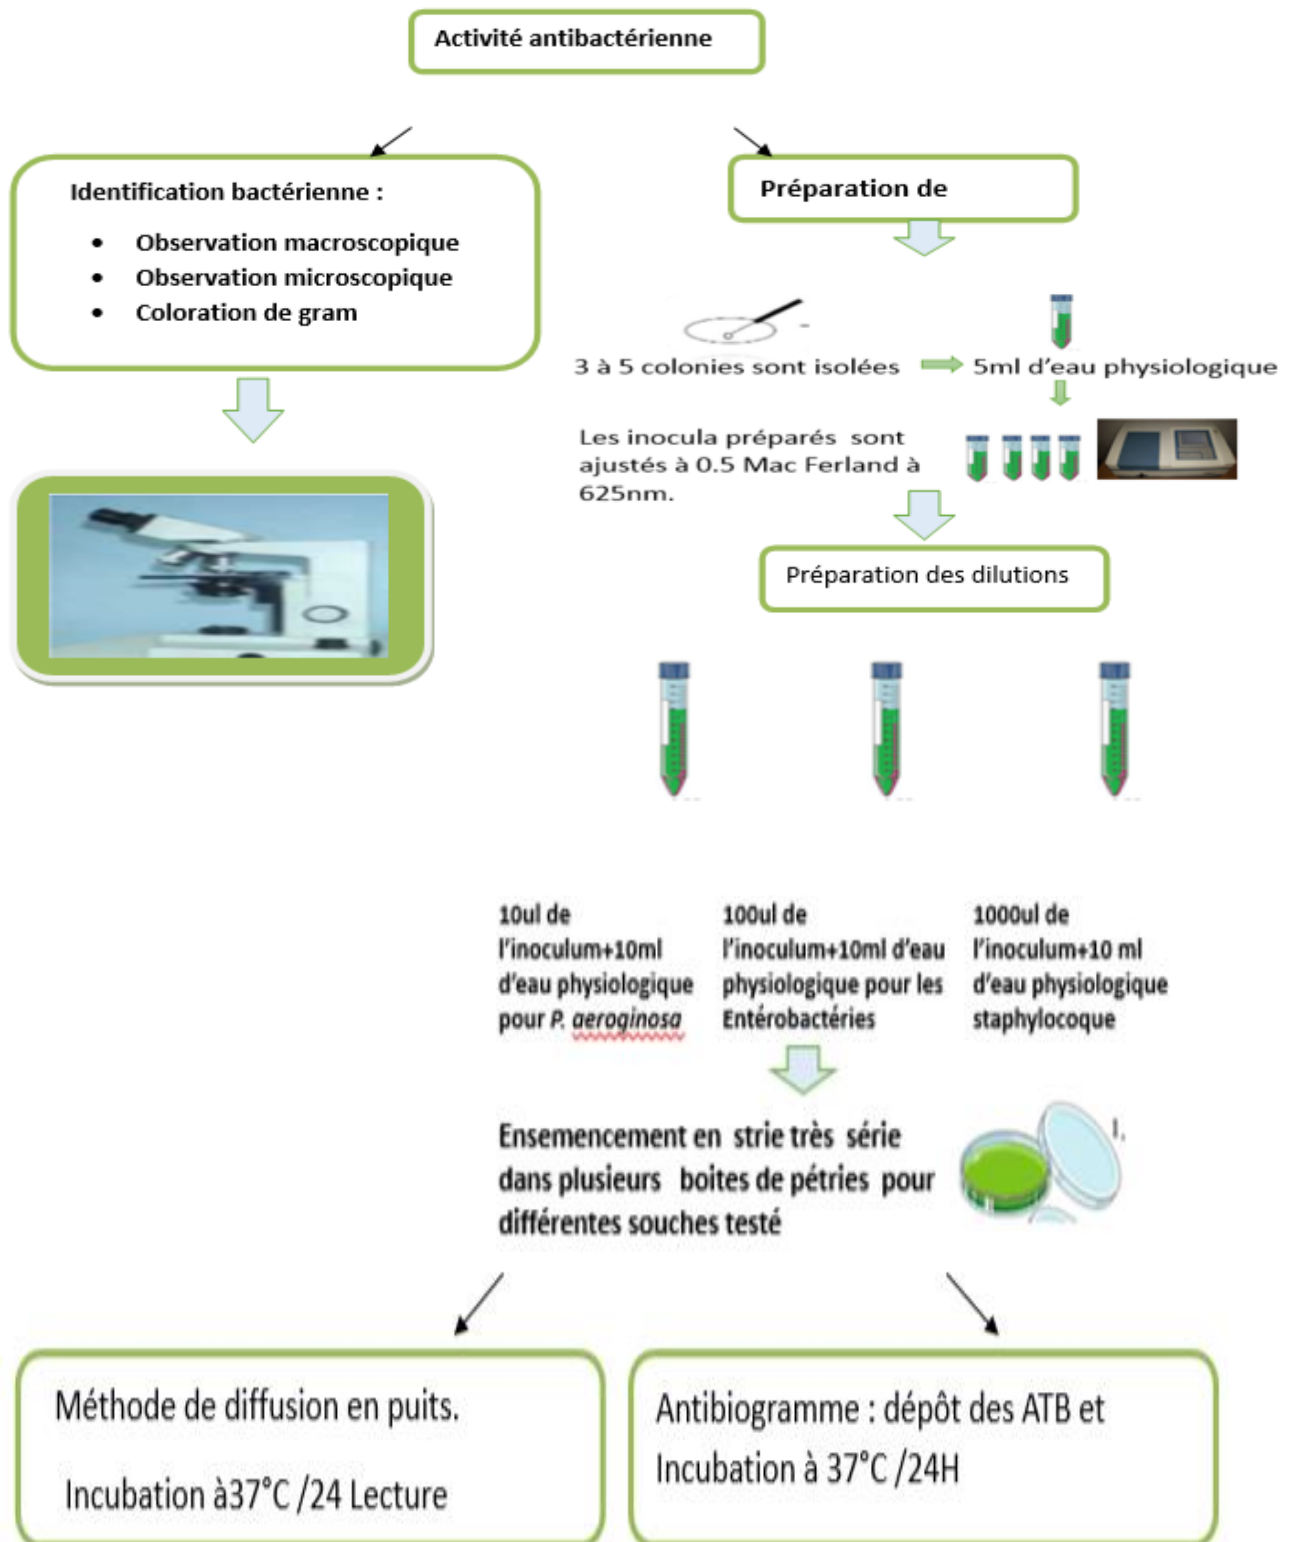 Activité antibactérienne
Identification bactérienne :
• Observation macroscopique
• Observation microscopique
• Coloration de gram
Préparation de
3 à 5 colonies sont isolées
5ml d'eau physiologique
Les inocula préparés sont
ajustés à 0.5 Mac Ferland à
625nm.
Préparation des dilutions
10ul de
l'inoculum+10ml
d'eau physiologique
pour P. aeroginosa
100ul de
l'inoculum+10ml d'eau
physiologique pour les
Entérobactéries
1000ul de
l'inoculum+10 ml
d'eau physiologique
staphylocoque
Ensemencement en strie très série
dans plusieurs boites de pétries pour
différentes souches testé
Méthode de diffusion en puits.
Incubation à37°C /24 Lecture
Antibiogramme : dépôt des ATB et
Incubation à 37°C /24H